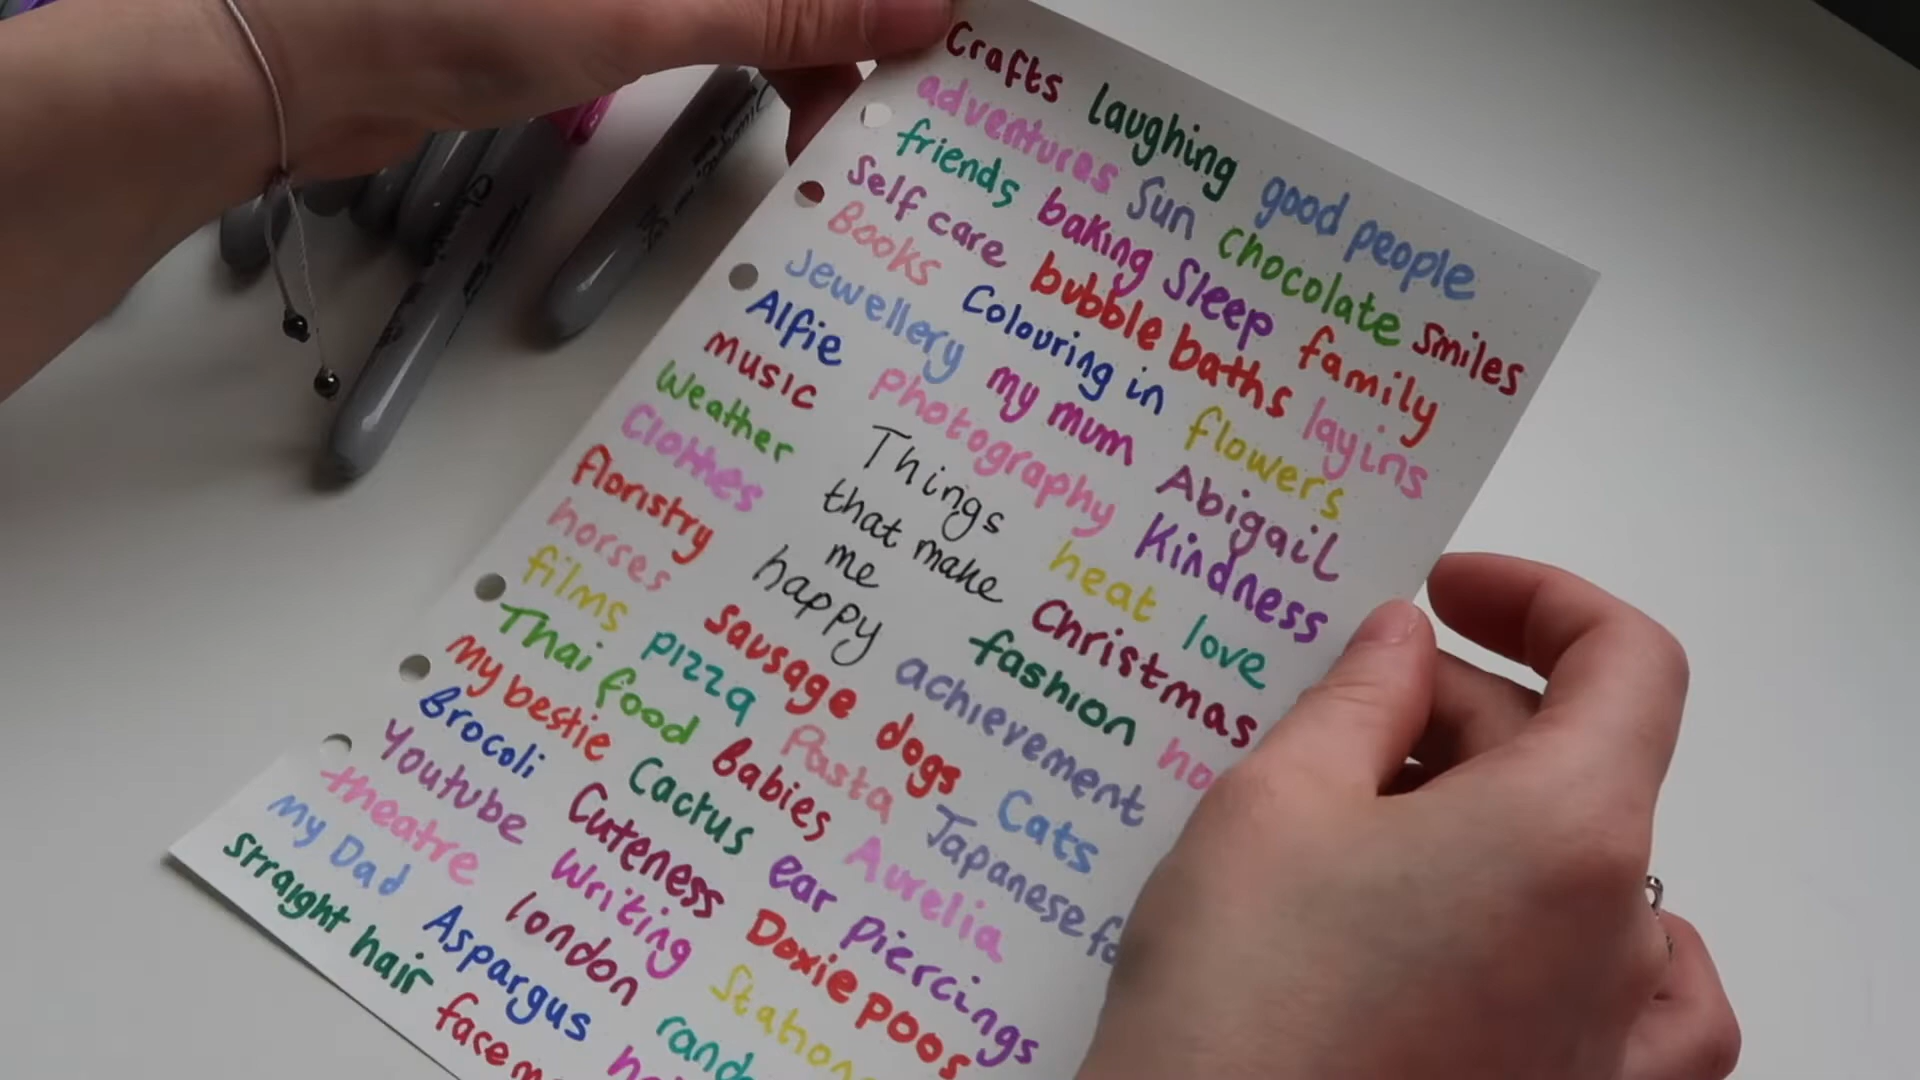 Crafts laughing good people
adventures Sun chocolate Smiles
friends baking Sleep family
Self care bubble baths layins
Books Colouring in flowers
Jewellery my mum Abigail
Alfie photography Kindness
music heat love
Weather Christmas
Clothes fashion
floristry achievement
horses Cats
films sausage dogs Japanese
Things
that make
me
happy
Thai food pizza Pasta
my bestie babies Aurelia
Brocoli Cactus ear piercings
Youtube Cuteness Doxie poos
theatre Writing
my Dad london
Straight hair Aspargus
face